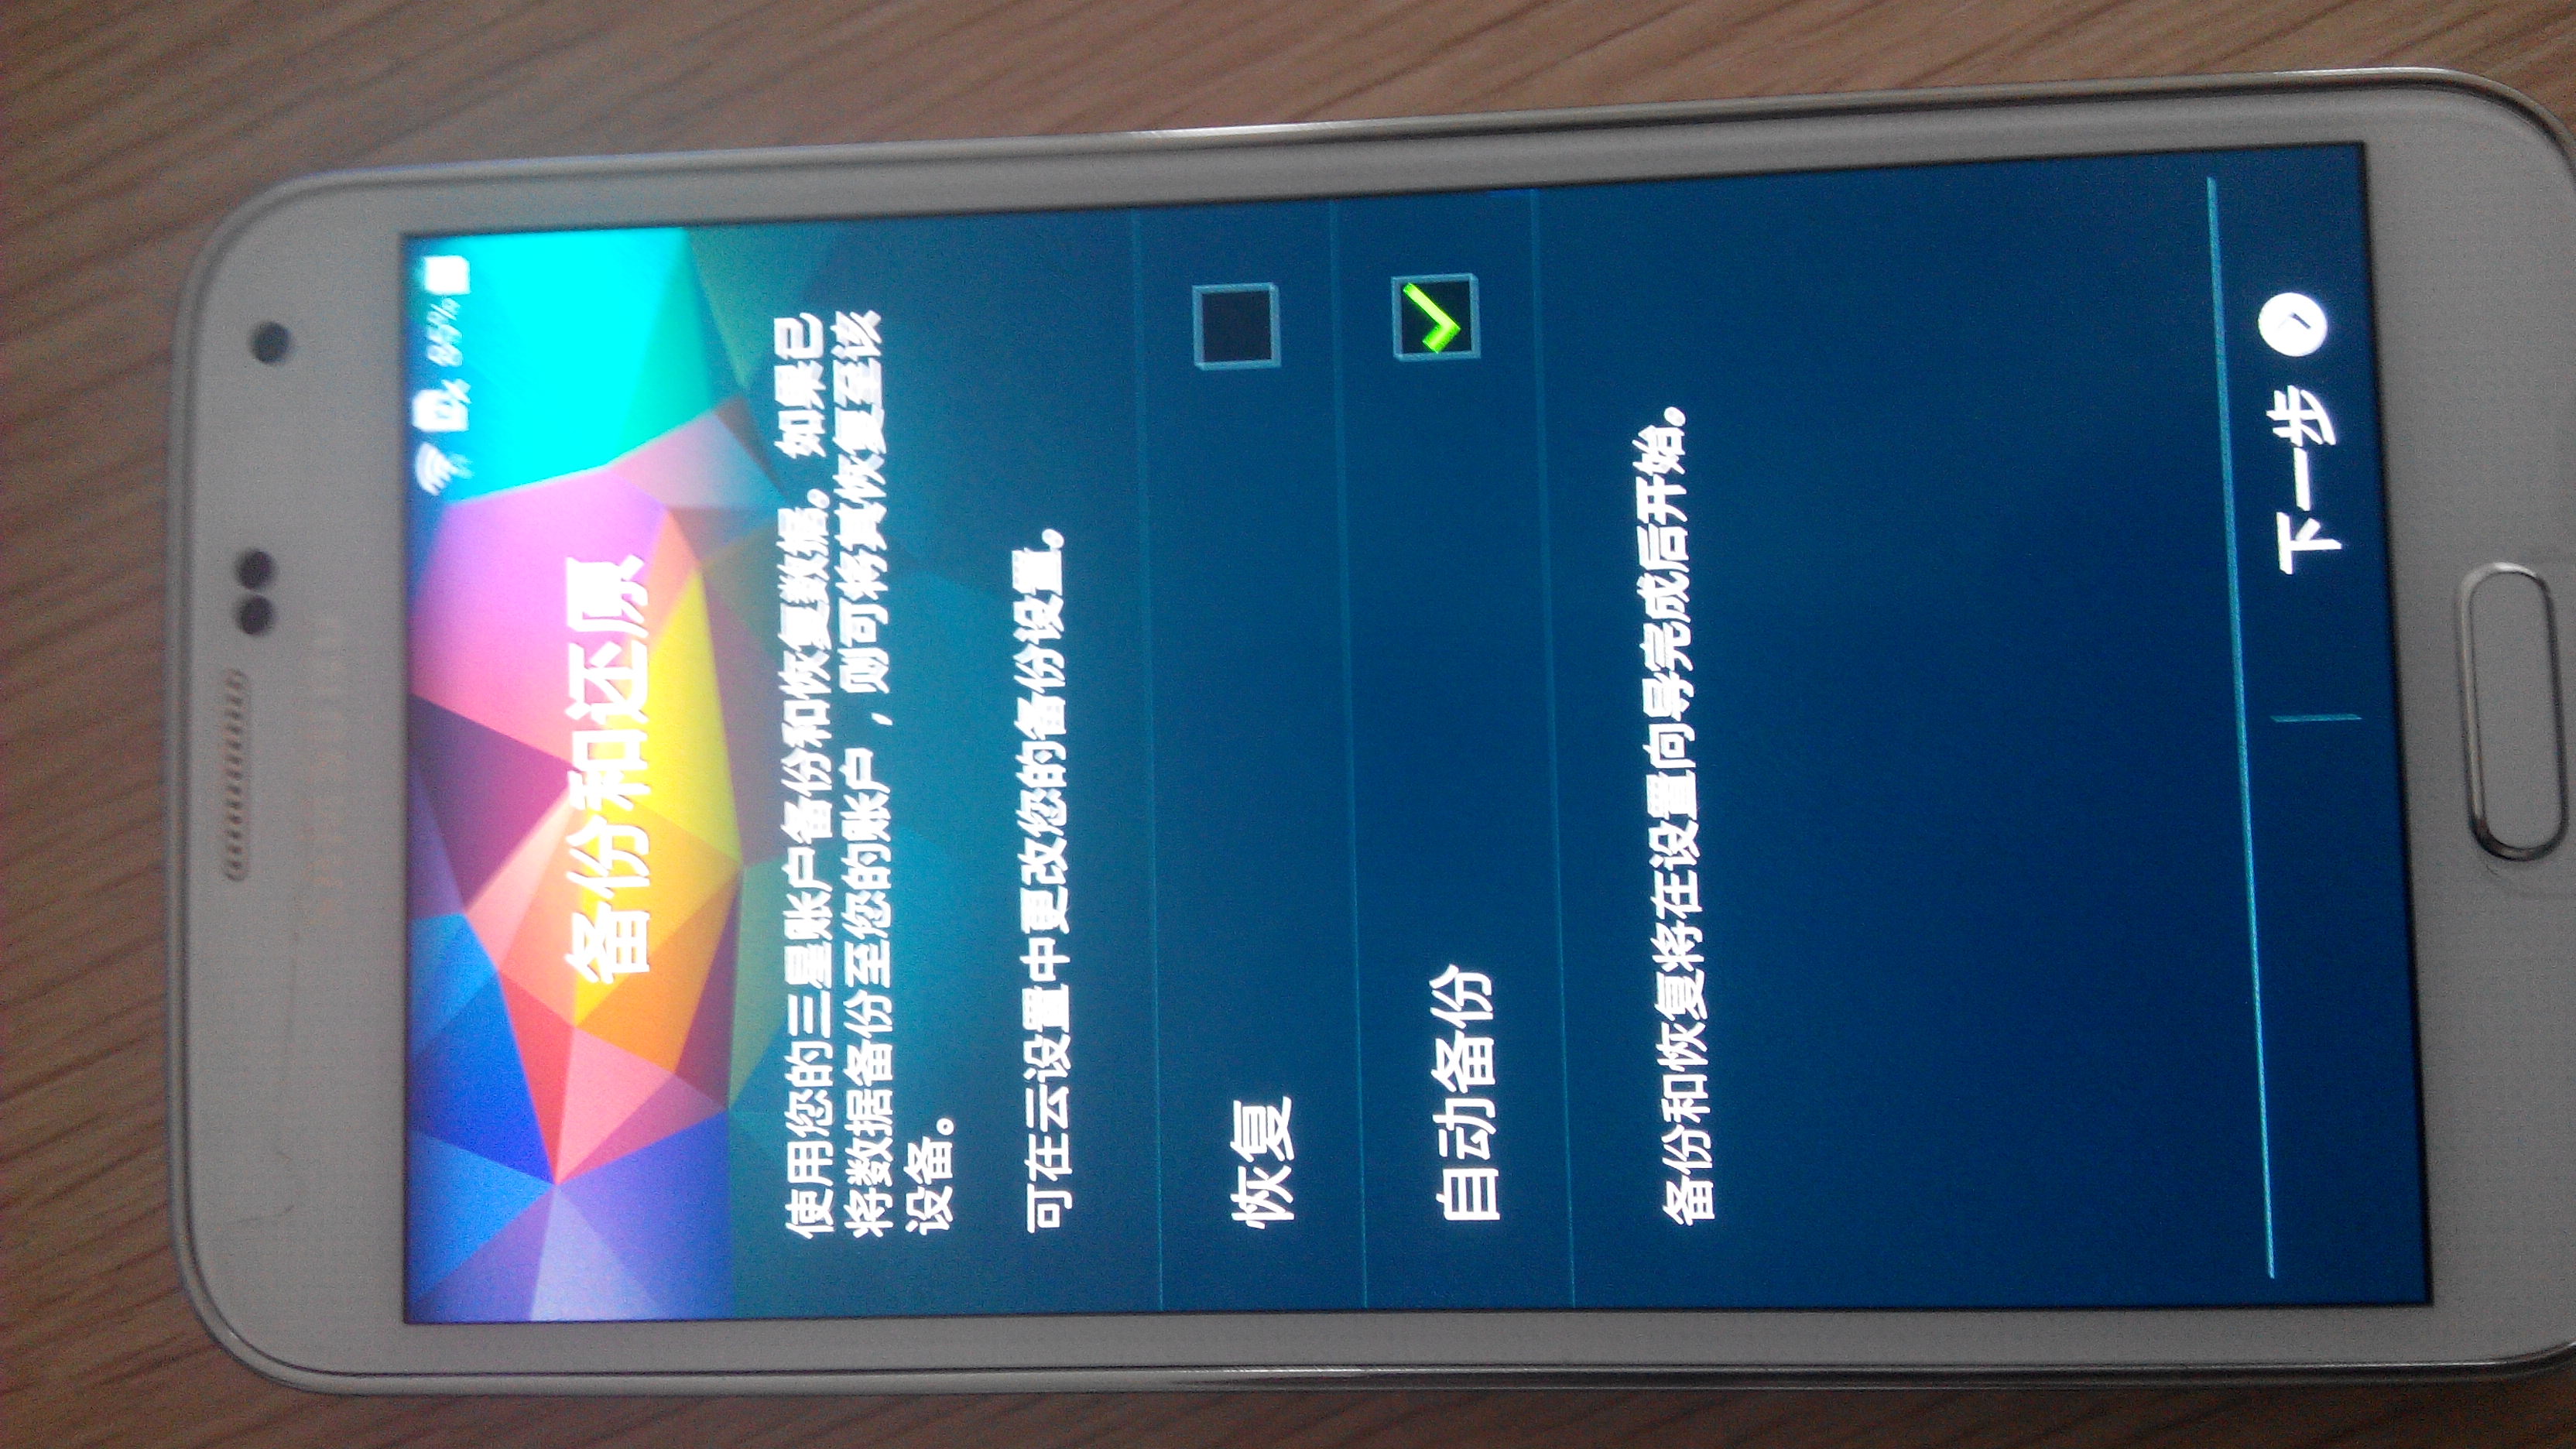 85%
备份和还原
使用您的三星账户备份和恢复数据。如果已
将数据备份至您的账户，则可将其恢复至该
设备。
可在云设置中更改您的备份设置。
恢复
自动备份
备份和恢复将在设置向导完成后开始。
下一步